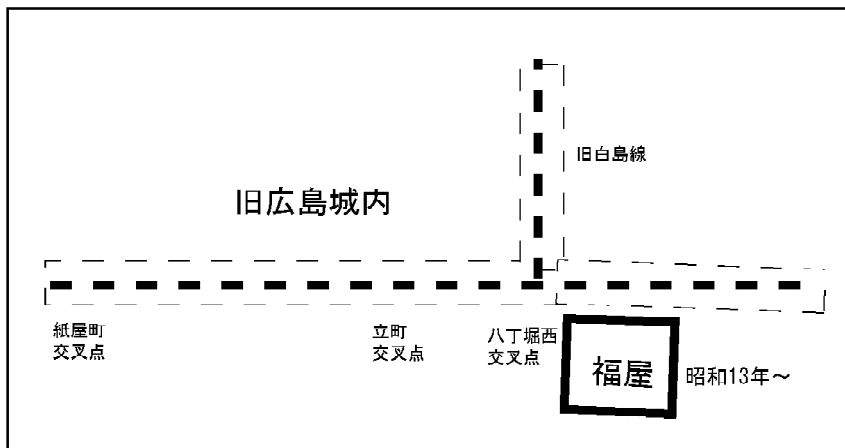 旧白島線
旧広島城内
紙屋町
交叉点
立町
交叉点
八丁堀西
交叉点
福屋
昭和13年～